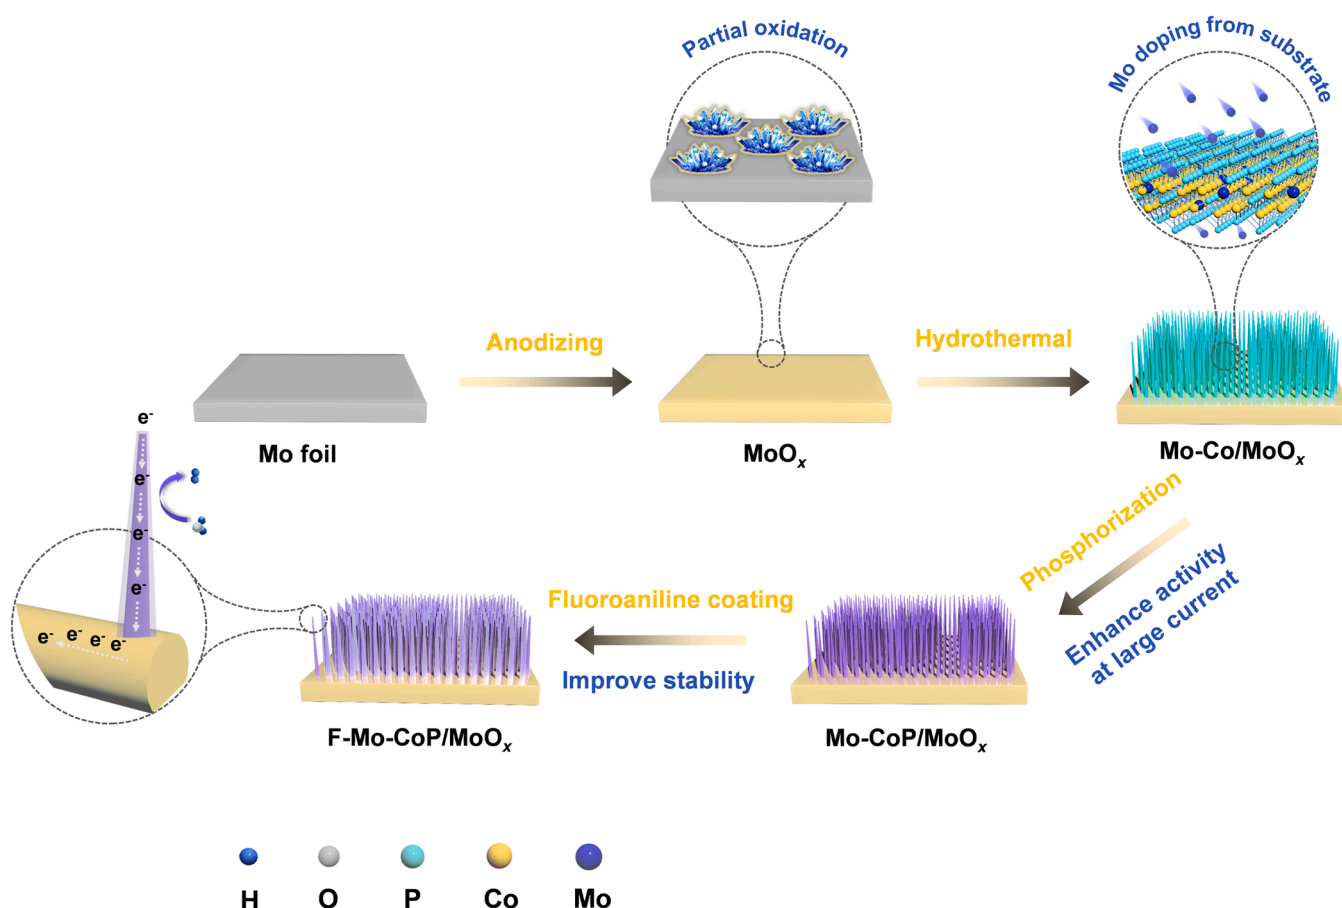 Partial oxidation
Mo doping from substrate
Anodizing
Hydrothermal
Mo foil
MoOx
Mo-Co/MoOx
e-
e-
e-
e-
e- e- e- e-
Phosphorization
Enhance activity
at large current
Fluoroaniline coating
Improve stability
F-Mo-CoP/MoOx
Mo-CoP/MoOx
H O P Co Mo